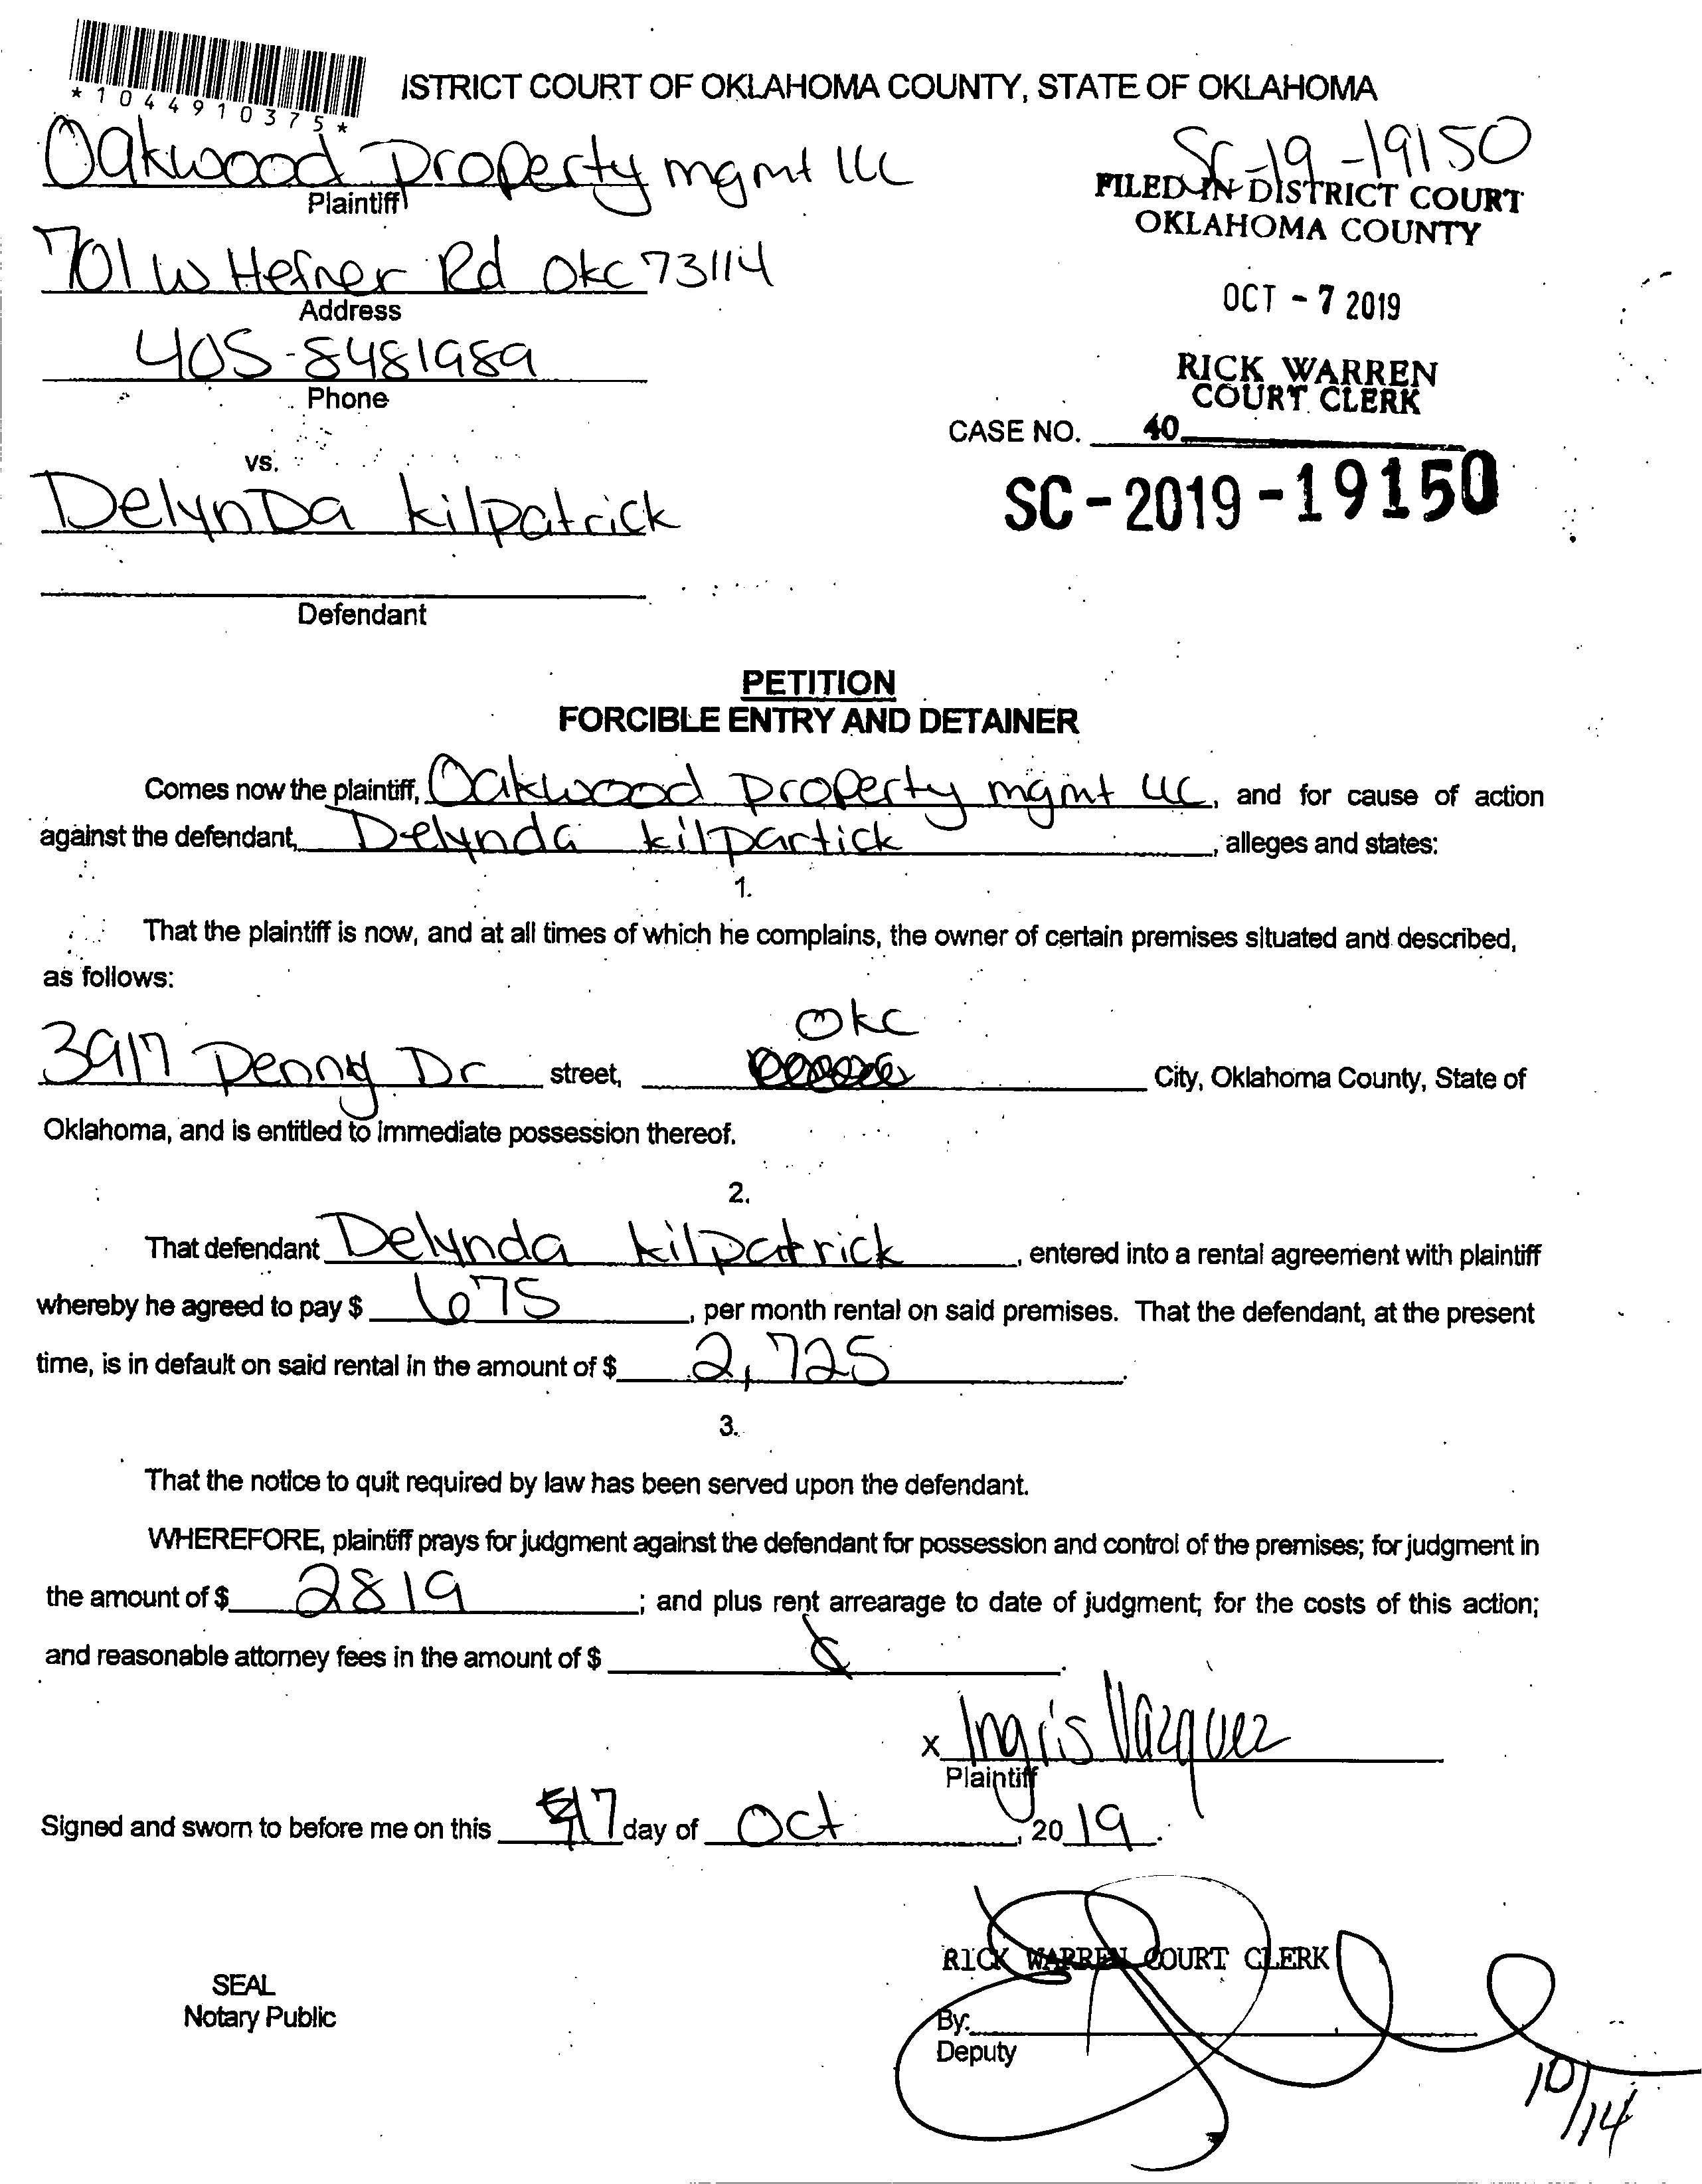 *1044910375*
ISTRICT COURT OF OKLAHOMA COUNTY, STATE OF OKLAHOMA
Oakwood Property mgmt llc
Plaintiff
SC-19-19150
FILED IN DISTRICT COURT
OKLAHOMA COUNTY
701 W Hefner Rd Okc 73114
Address
OCT - 7 2019
405-8481989
Phone
RICK WARREN
COURT CLERK
CASE NO. 40
vs.
SC-2019-19150
DelynDa kilpatrick
Defendant
PETITION
FORCIBLE ENTRY AND DETAINER
Comes now the plaintiff, Oakwood Property mgmt LLC, and for cause of action
against the defendant, Delynda kilpartick, alleges and states:
1.
That the plaintiff is now, and at all times of which he complains, the owner of certain premises situated and described,
as follows:
Okc
3917 Penny Dr street, City, Oklahoma County, State of
Oklahoma, and is entitled to immediate possession thereof.
2.
That defendant Delynda kilpatrick, entered into a rental agreement with plaintiff
whereby he agreed to pay $ 675, per month rental on said premises. That the defendant, at the present
time, is in default on said rental in the amount of $ 2,725.
3.
That the notice to quit required by law has been served upon the defendant.
WHEREFORE, plaintiff prays for judgment against the defendant for possession and control of the premises; for judgment in
the amount of $ 2819; and plus rent arrearage to date of judgment; for the costs of this action;
and reasonable attorney fees in the amount of $
x Ingris Vazquez
Plaintiff
Signed and sworn to before me on this 7 day of Oct, 2019.
RICK WARREN COURT CLERK
SEAL
Notary Public
By:
Deputy
10/14